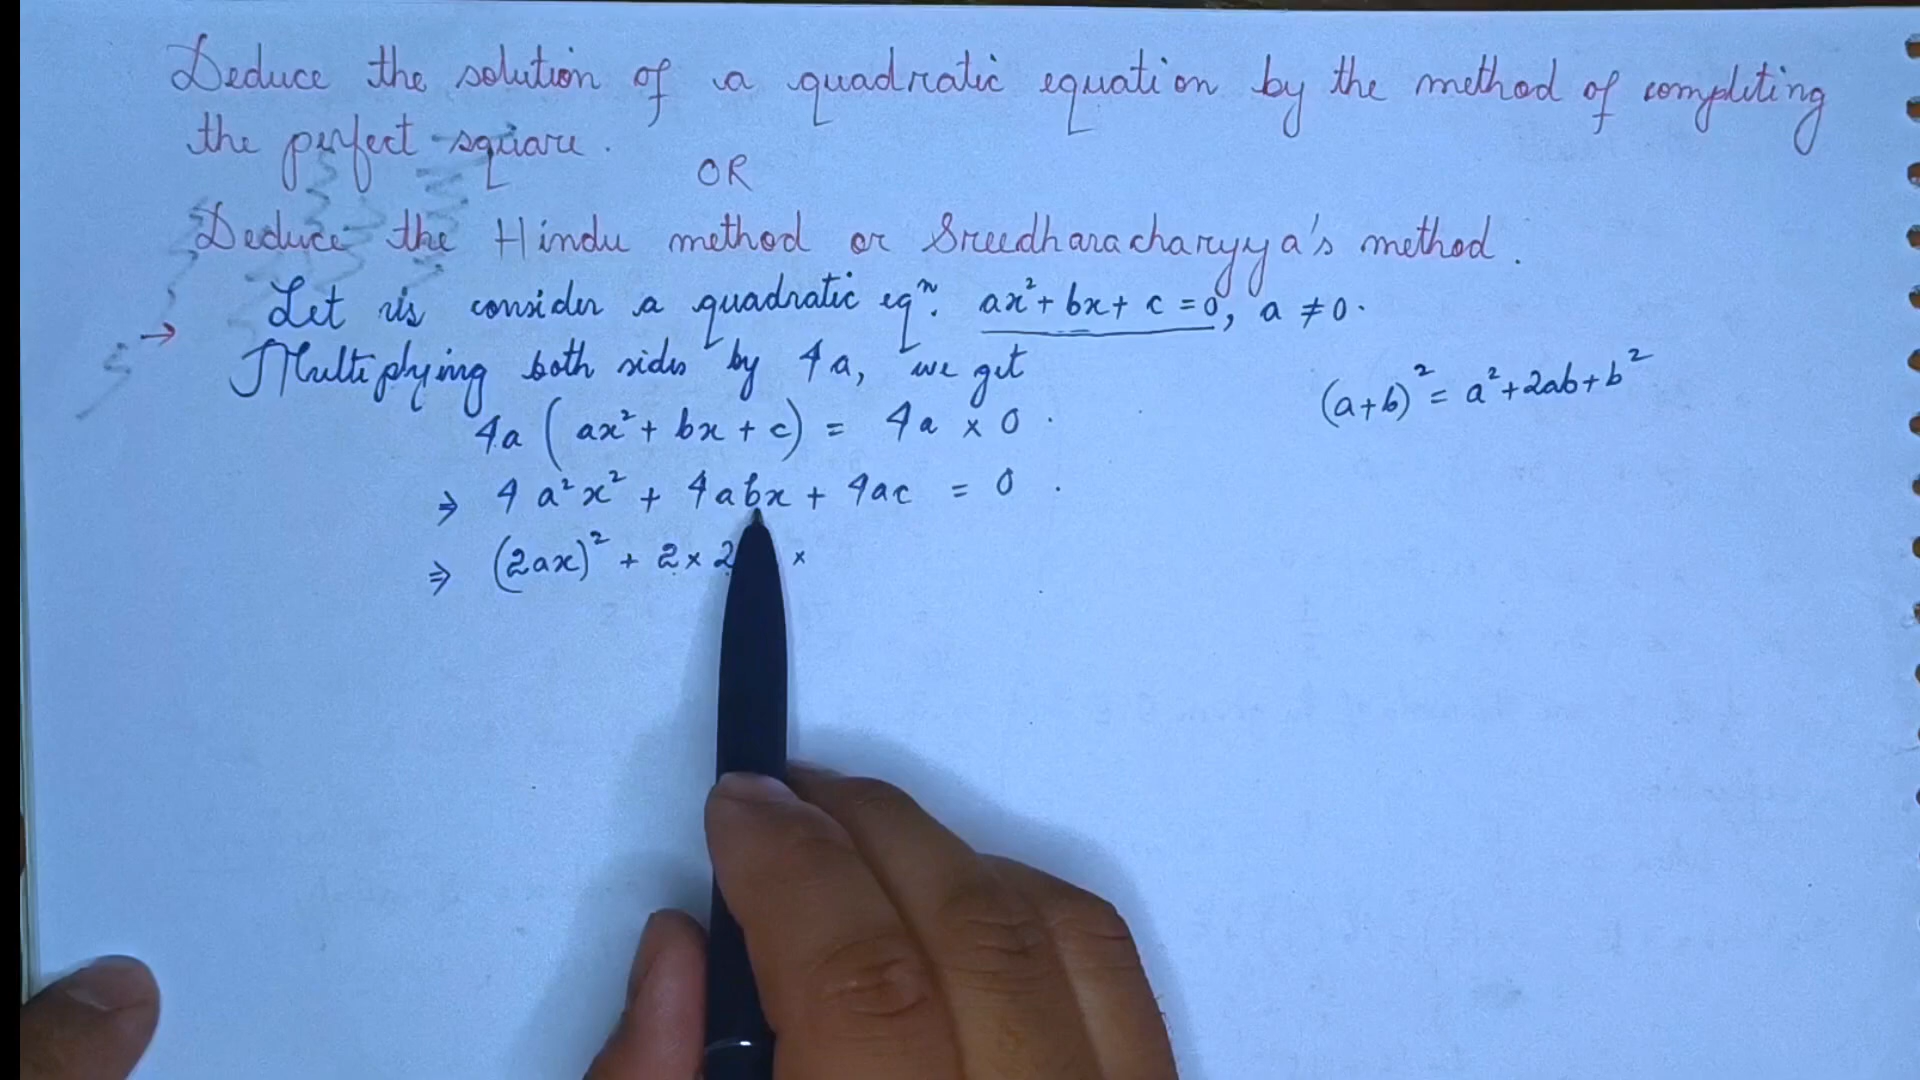 Deduce the solution of a quadratic equation by the method of completing
the perfect square.
OR
Deduce the Hindu method or Sreedharacharyya's method.
→ Let us consider a quadratic eqⁿ. ax² + bx + c = 0, a ≠ 0.
Multiplying both sides by 4a, we get
(a+b)² = a² + 2ab + b²
4a ( ax² + bx + c) = 4a × 0.
⇒ 4a²x² + 4abx + 4ac = 0.
⇒ (2ax)² + 2 × 2 ×